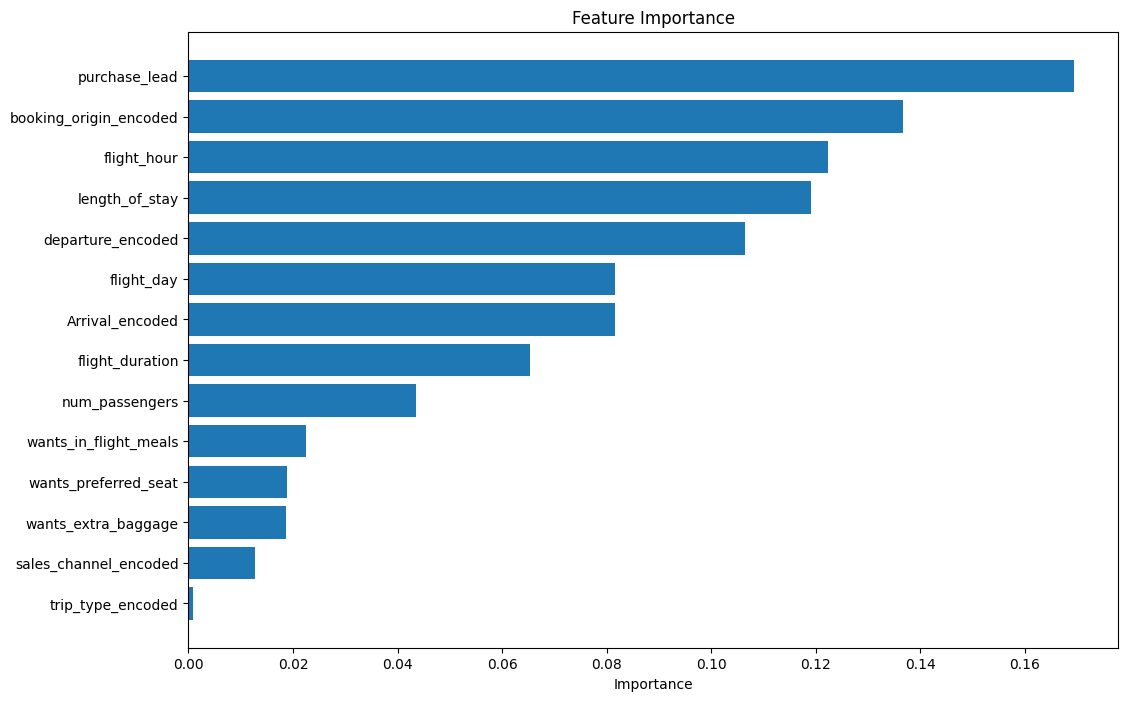 Feature Importance
purchase_lead
booking_origin_encoded
flight_hour
length_of_stay
departure_encoded
flight_day
Arrival_encoded
flight_duration
num_passengers
wants_in_flight_meals
wants_preferred_seat
wants_extra_baggage
sales_channel_encoded
trip_type_encoded
0.00 0.02 0.04 0.06 0.08 0.10 0.12 0.14 0.16
Importance